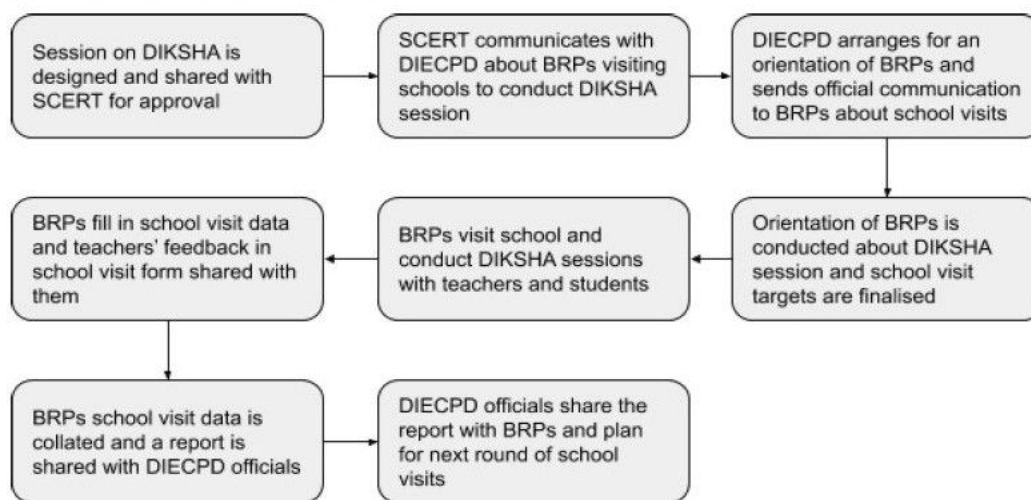 Session on DIKSHA is
designed and shared with
SCERT for approval
SCERT communicates with
DIECPD about BRPs visiting
schools to conduct DIKSHA
session
DIECPD arranges for an
orientation of BRPs and
sends official communication
to BRPs about school visits
Orientation of BRPs is
conducted about DIKSHA
session and school visit
targets are finalised
BRPs visit school and
conduct DIKSHA sessions
with teachers and students
BRPs fill in school visit data
and teachers' feedback in
school visit form shared with
them
BRPs school visit data is
collated and a report is
shared with DIECPD officials
DIECPD officials share the
report with BRPs and plan
for next round of school
visits